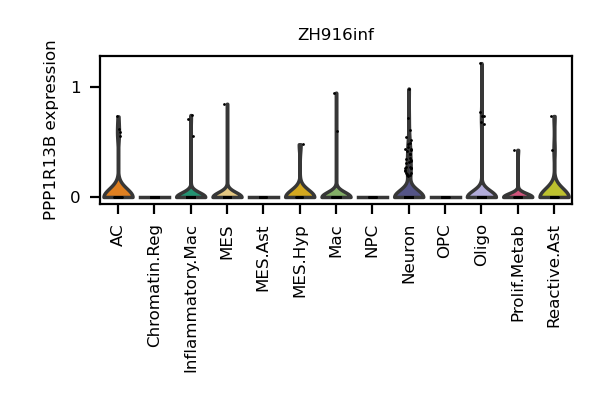 ZH916inf
PPP1R13B expression
1
0
AC
Chromatin.Reg
Inflammatory.Mac
MES
MES.Ast
MES.Hyp
Mac
NPC
Neuron
OPC
Oligo
Prolif.Metab
Reactive.Ast